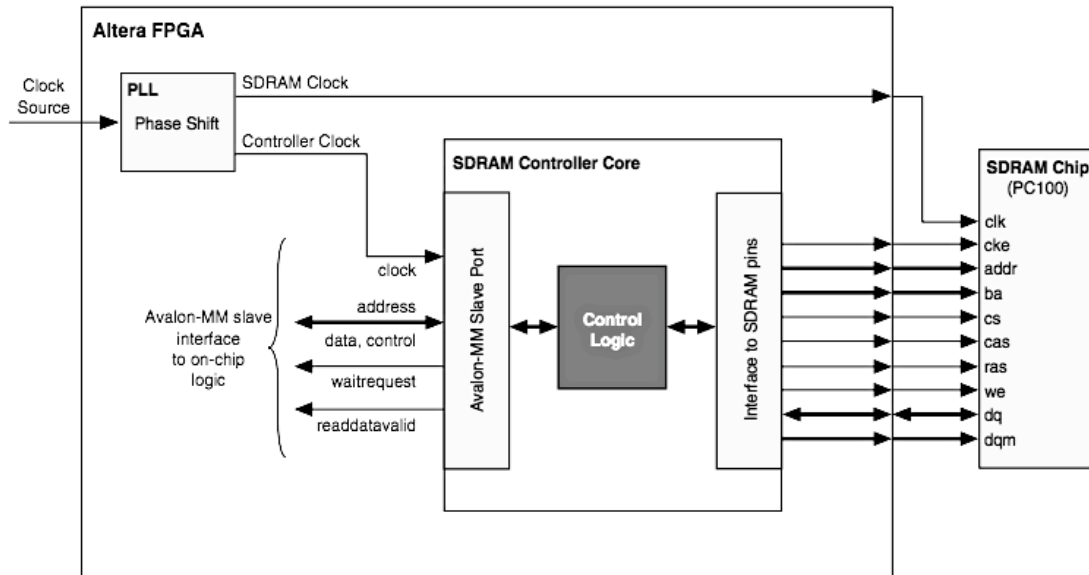 Altera FPGA
Clock
Source
PLL
Phase Shift
SDRAM Clock
Controller Clock
SDRAM Controller Core
SDRAM Chip
(PC100)
clk
cke
addr
ba
cs
cas
ras
we
dq
dqm
Avalon-MM slave
interface
to on-chip
logic
clock
address
data, control
waitrequest
readdatavalid
Avalon-MM Slave Port
Control
Logic
Interface to SDRAM pins